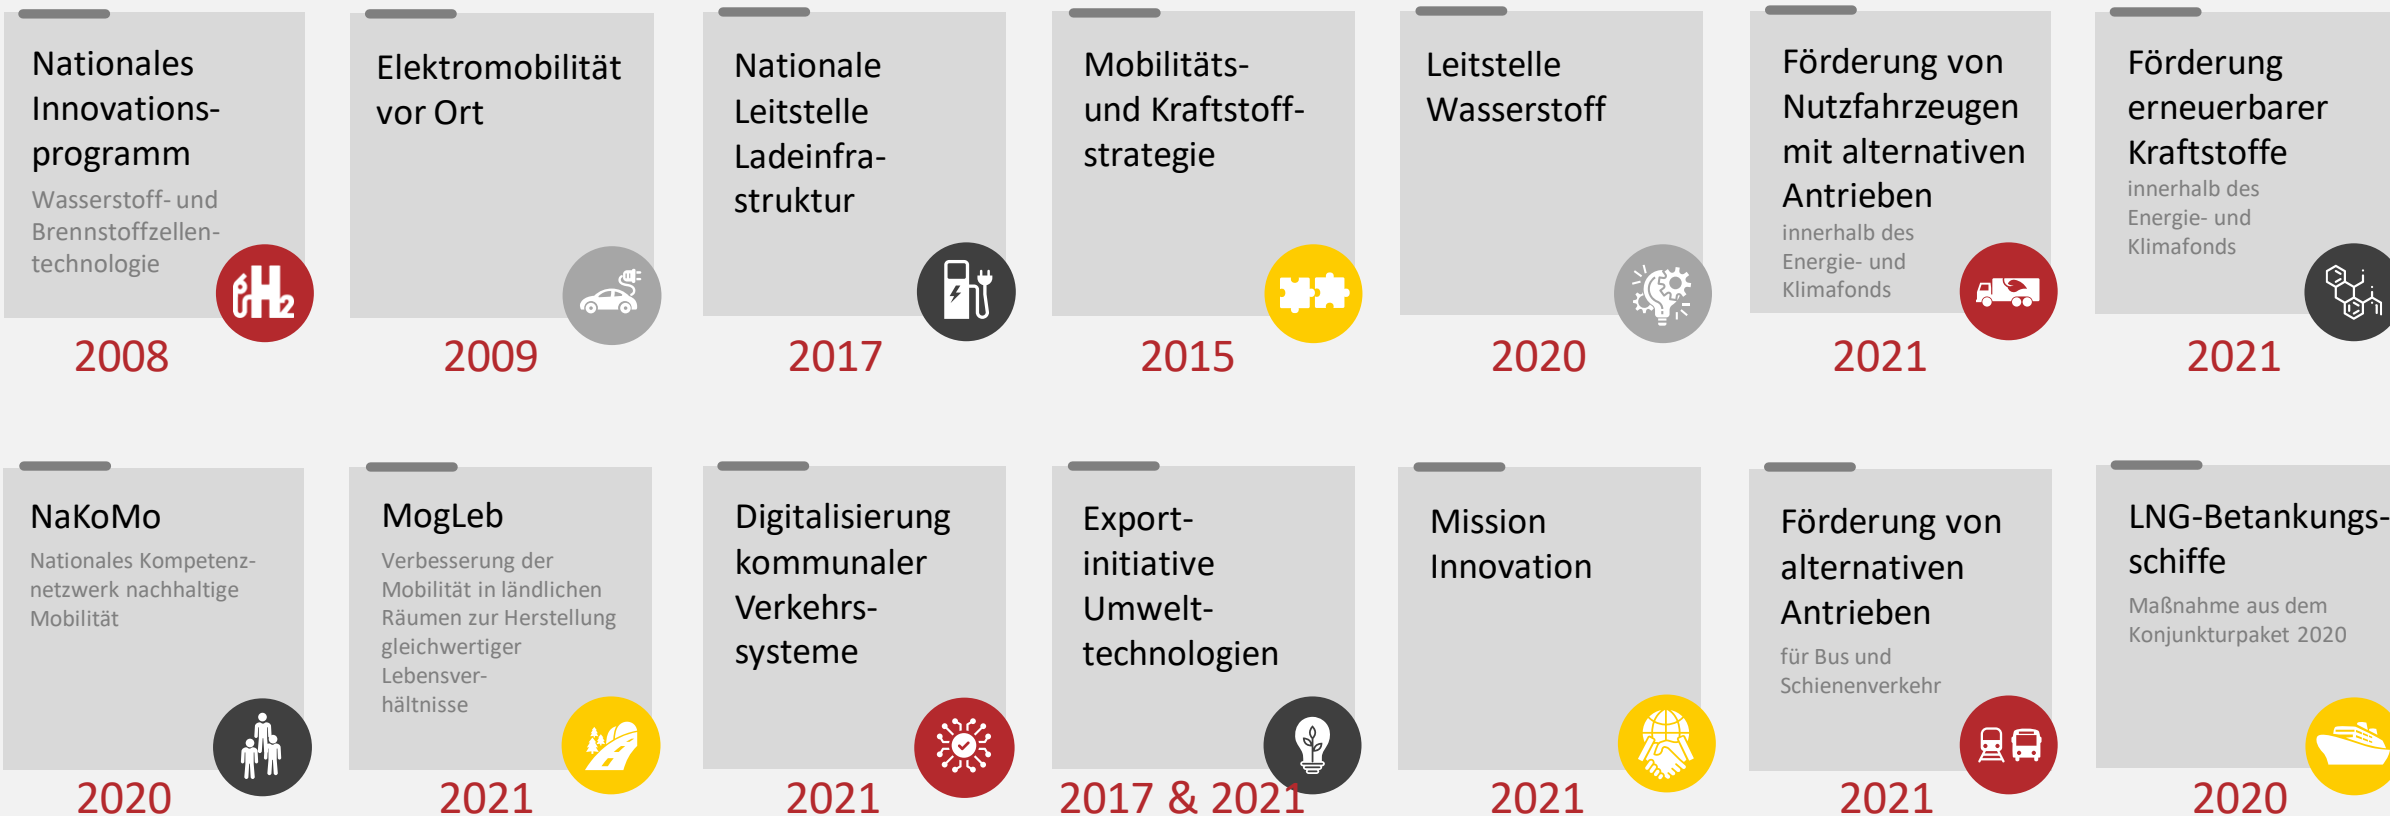 Nationales
Innovations-
programm
Wasserstoff- und
Brennstoffzellen-
technologie
H2
2008
Elektromobilität
vor Ort
2009
Nationale
Leitstelle
Ladeinfra-
struktur
2017
Mobilitäts-
und Kraftstoff-
strategie
2015
Leitstelle
Wasserstoff
2020
Förderung von
Nutzfahrzeugen
mit alternativen
Antrieben
innerhalb des
Energie- und
Klimafonds
2021
Förderung
erneuerbarer
Kraftstoffe
innerhalb des
Energie- und
Klimafonds
2021
NaKoMo
Nationales Kompetenz-
netzwerk nachhaltige
Mobilität
2020
MogLeb
Verbesserung der
Mobilität in ländlichen
Räumen zur Herstellung
gleichwertiger
Lebensver-
hältnisse
2021
Digitalisierung
kommunaler
Verkehrs-
systeme
2021
Export-
initiative
Umwelt-
technologien
2017 & 2021
Mission
Innovation
2021
Förderung von
alternativen
Antrieben
für Bus und
Schienenverkehr
2021
LNG-Betankungs-
schiffe
Maßnahme aus dem
Konjunkturpaket 2020
2020